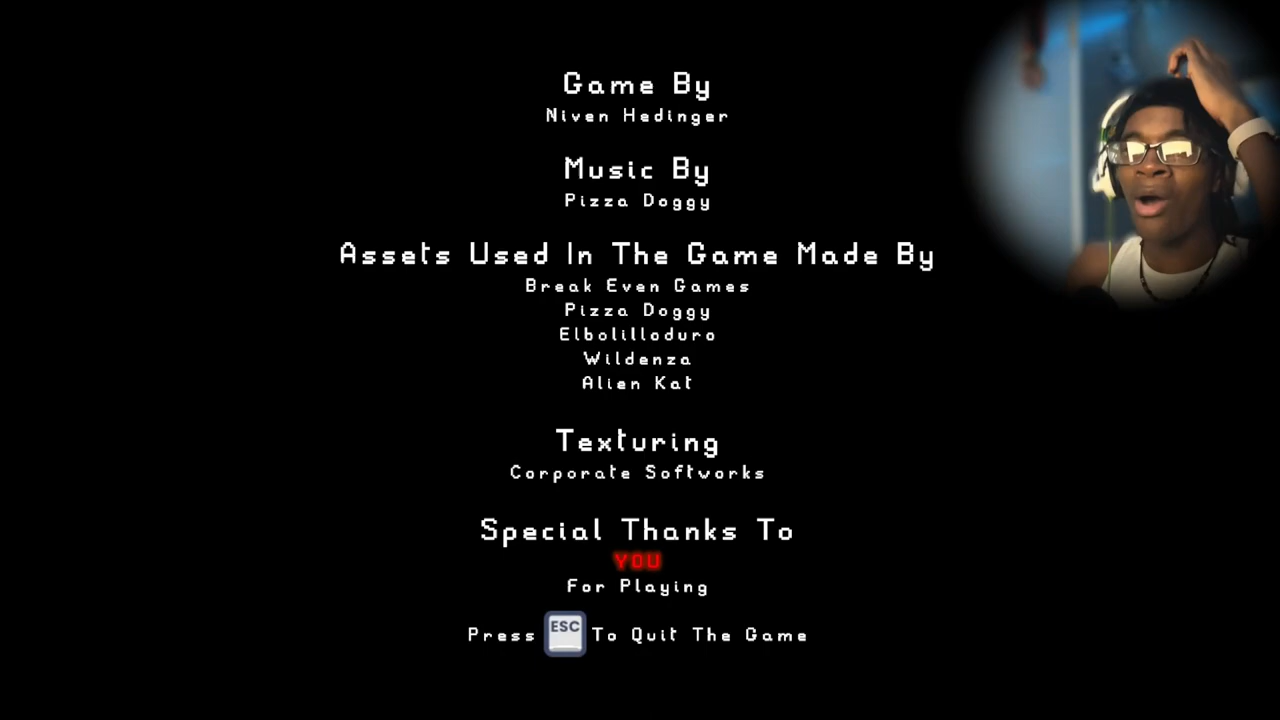 Game By
Niven Hedinger
Music By
Pizza Doggy
Assets Used In The Game Made By
Break Even Games
Pizza Doggy
Elbolilloduro
Wildenza
Alien Kat
Texturing
Corporate Softworks
Special Thanks To
YOU
For Playing
Press ESC To Quit The Game